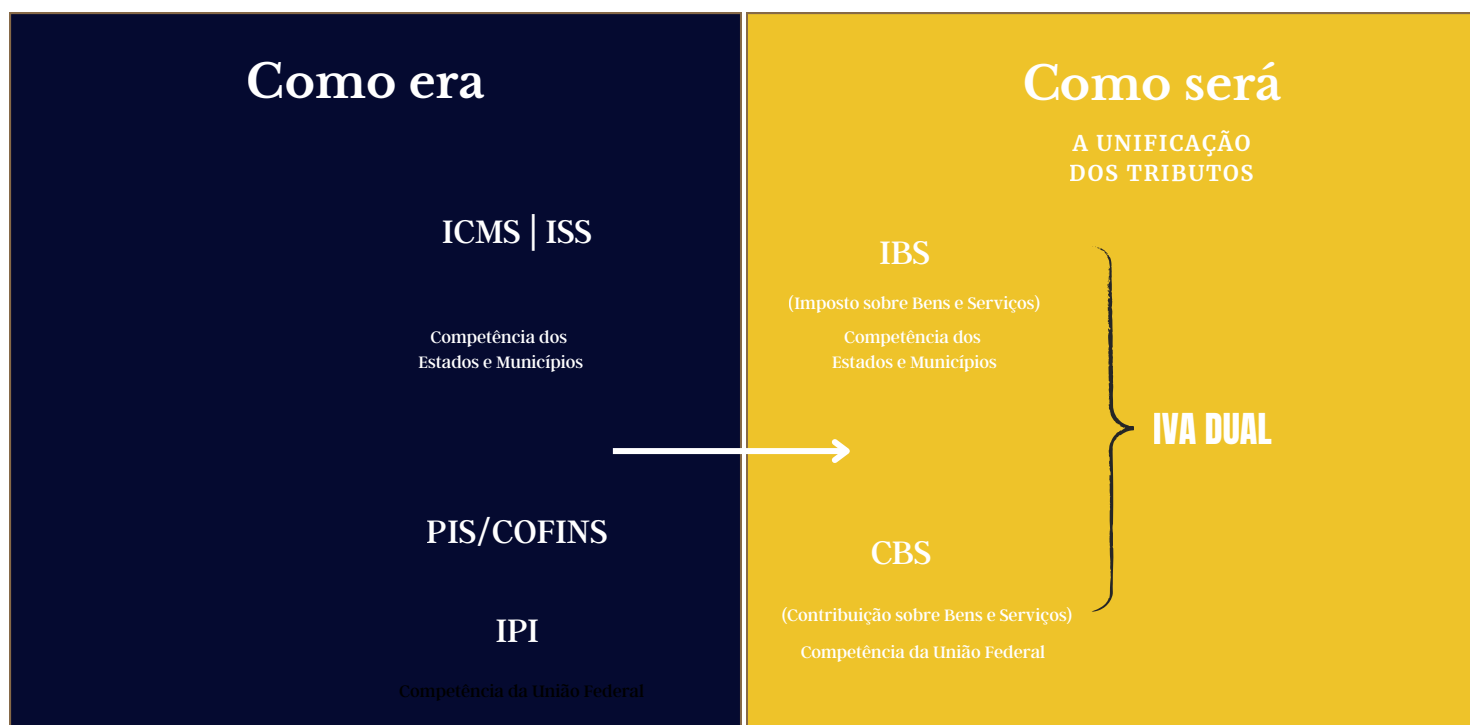 Como era
ICMS | ISS
Competência dos
Estados e Municípios
PIS/COFINS
IPI
Competência da União Federal
Como será
A UNIFICAÇÃO
DOS TRIBUTOS
IBS
(Imposto sobre Bens e Serviços)
Competência dos
Estados e Municípios
IVA DUAL
CBS
(Contribuição sobre Bens e Serviços)
Competência da União Federal